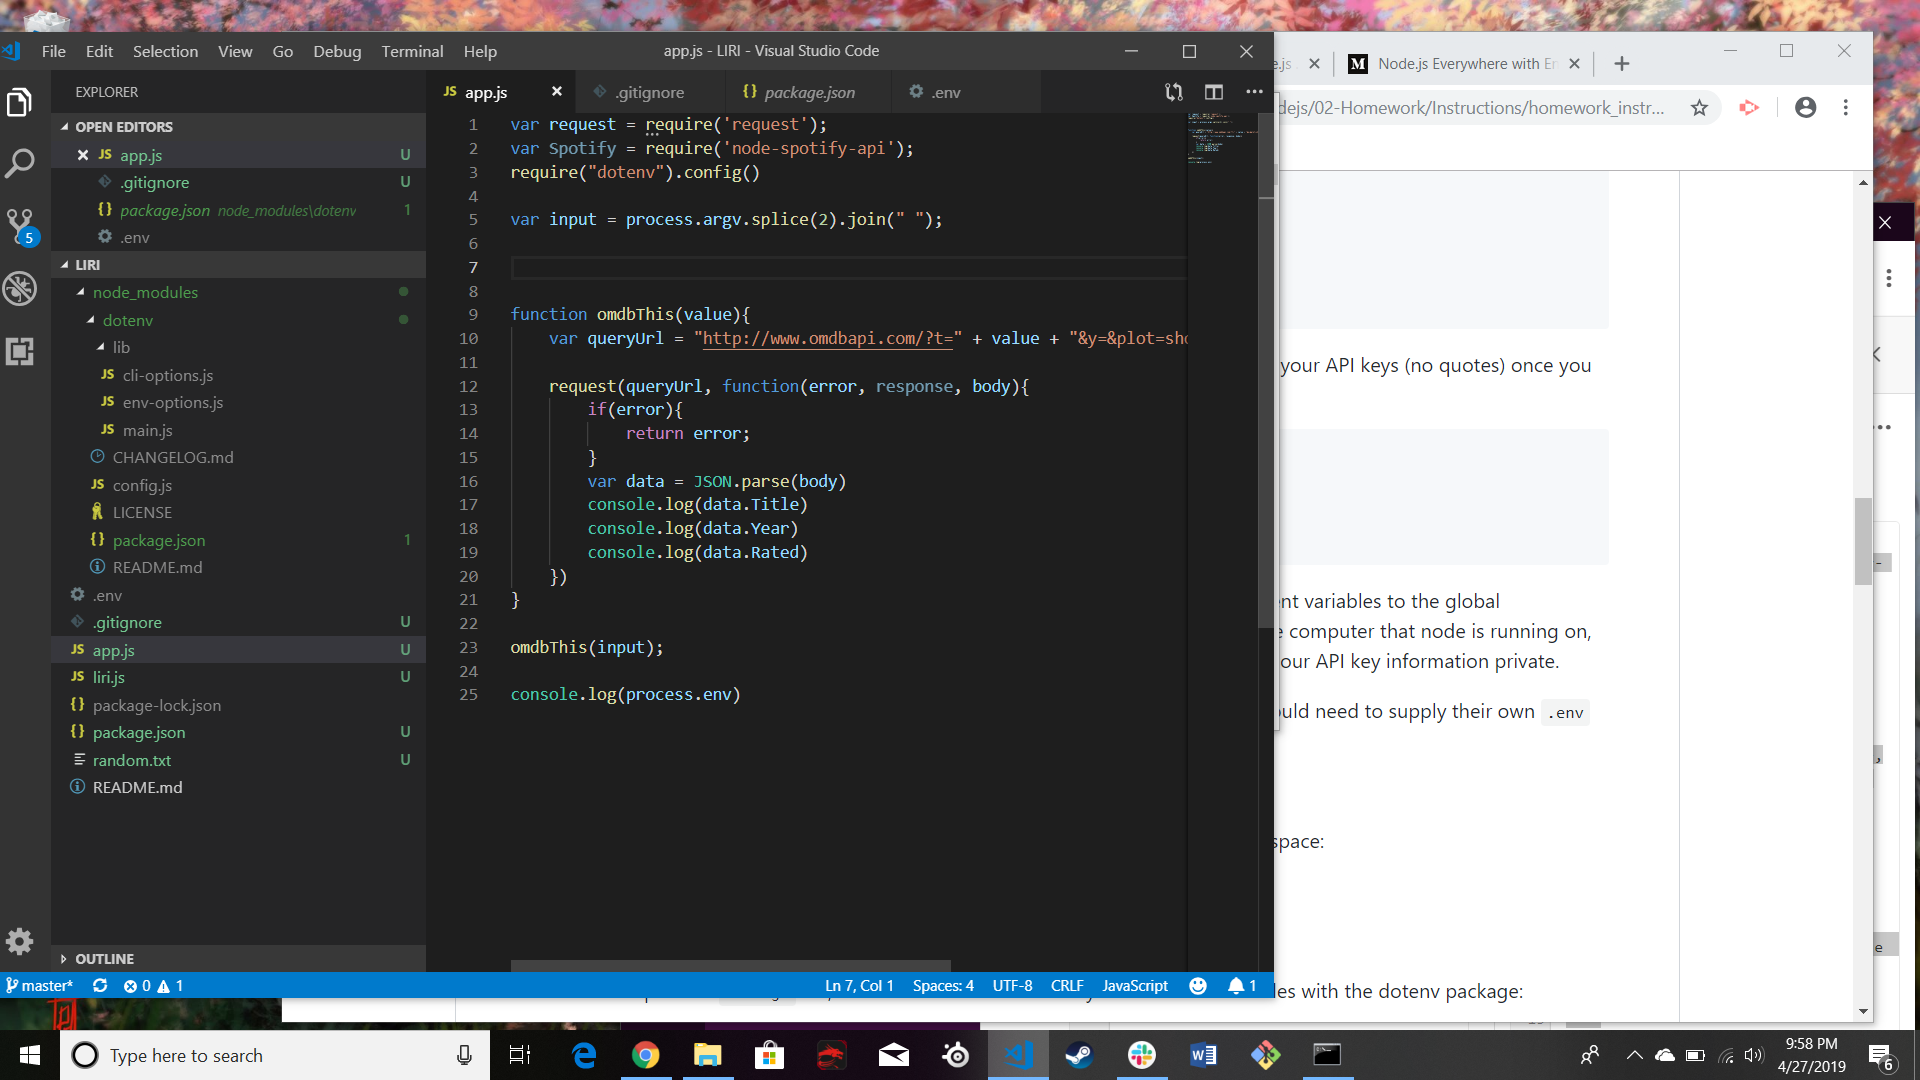 File Edit Selection View Go Debug Terminal Help
app.js - LIRI - Visual Studio Code
EXPLORER
OPEN EDITORS
app.js U
.gitignore U
package.json node_modules\dotenv 1
.env
LIRI
node_modules
dotenv
lib
JS cli-options.js
JS env-options.js
JS main.js
CHANGELOG.md
JS config.js
LICENSE
{} package.json 1
README.md
.env
.gitignore U
JS app.js U
JS liri.js U
{} package-lock.json
{} package.json U
random.txt U
README.md
OUTLINE
5
JS app.js
.gitignore
{} package.json
.env
1 var request = require('request');
2 var Spotify = require('node-spotify-api');
3 require("dotenv").config()
4
5 var input = process.argv.splice(2).join(" ");
6
7
8
9 function omdbThis(value){
10 var queryUrl = "http://www.omdbapi.com/?t=" + value + "&y=&plot=sho
11
12 request(queryUrl, function(error, response, body){
13 if(error){
14 return error;
15 }
16 var data = JSON.parse(body)
17 console.log(data.Title)
18 console.log(data.Year)
19 console.log(data.Rated)
20 })
21 }
22
23 omdbThis(input);
24
25 console.log(process.env)
master* 0 1
Ln 7, Col 1 Spaces: 4 UTF-8 CRLF JavaScript 1
e.js
M Node.js Everywhere with En
dejs/02-Homework/Instructions/homework_instr...
your API keys (no quotes) once you
nt variables to the global
e computer that node is running on,
our API key information private.
uld need to supply their own .env
space:
les with the dotenv package:
Type here to search
9:58 PM
4/27/2019
6